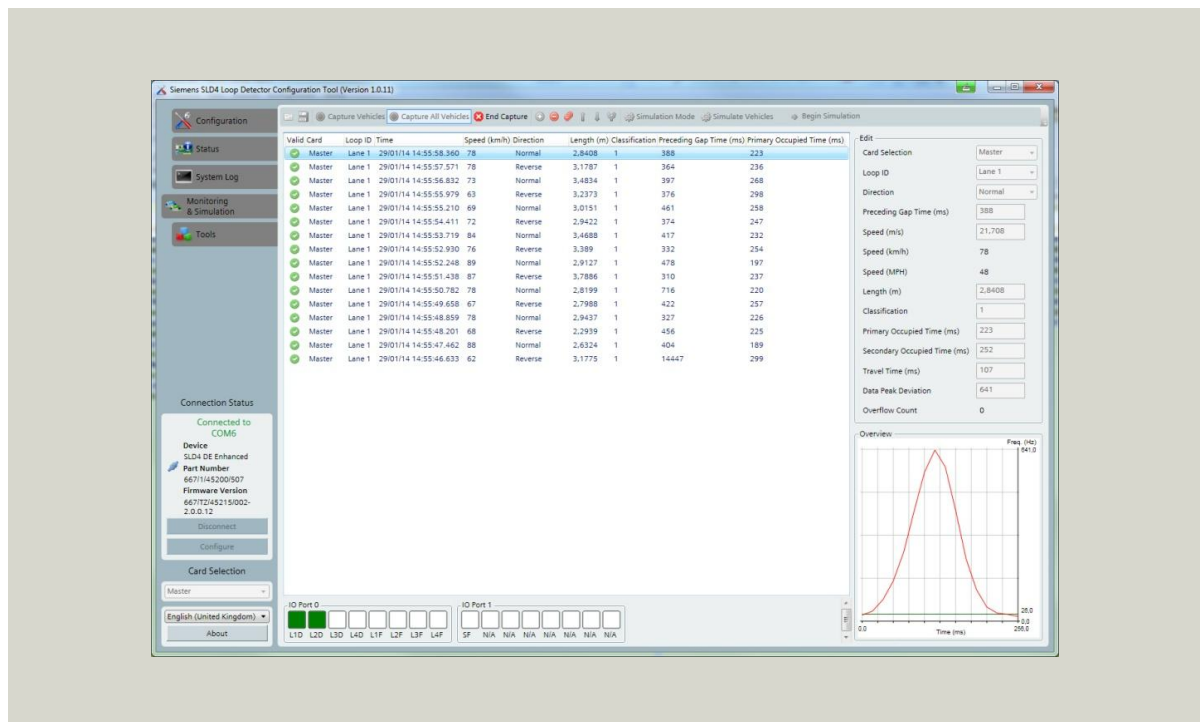 Siemens SLD4 Loop Detector Configuration Tool (Version 1.0.11)
Configuration
Status
System Log
Monitoring
& Simulation
Tools
Connection Status
Connected to
COM6
Device
SLD4 DE Enhanced
Part Number
667/1/45200/507
Firmware Version
667/TZ/45215/002-
2.0.0.12
Disconnect
Configure
Card Selection
Master
English (United Kingdom)
About
Capture Vehicles Capture All Vehicles End Capture Simulation Mode Simulate Vehicles Begin Simulation
Valid Card Loop ID Time Speed (km/h) Direction Length (m) Classification Preceding Gap Time (ms) Primary Occupied Time (ms)
Master Lane 1 29/01/14 14:55:58.360 78 Normal 2,8408 1 388 223
Master Lane 1 29/01/14 14:55:57.571 78 Reverse 3,1787 1 364 236
Master Lane 1 29/01/14 14:55:56.832 73 Normal 3,4834 1 397 268
Master Lane 1 29/01/14 14:55:55.979 63 Reverse 3,2373 1 376 298
Master Lane 1 29/01/14 14:55:55.210 69 Normal 3,0151 1 461 258
Master Lane 1 29/01/14 14:55:54.411 72 Reverse 2,9422 1 374 247
Master Lane 1 29/01/14 14:55:53.719 84 Normal 3,4688 1 417 232
Master Lane 1 29/01/14 14:55:52.930 76 Reverse 3,389 1 332 254
Master Lane 1 29/01/14 14:55:52.248 89 Normal 2,9127 1 478 197
Master Lane 1 29/01/14 14:55:51.438 87 Reverse 3,7886 1 310 237
Master Lane 1 29/01/14 14:55:50.782 78 Normal 2,8199 1 716 220
Master Lane 1 29/01/14 14:55:49.658 67 Reverse 2,7988 1 422 257
Master Lane 1 29/01/14 14:55:48.859 78 Normal 2,9437 1 327 226
Master Lane 1 29/01/14 14:55:48.201 68 Reverse 2,2939 1 456 225
Master Lane 1 29/01/14 14:55:47.462 88 Normal 2,6324 1 404 189
Master Lane 1 29/01/14 14:55:46.633 62 Reverse 3,1775 1 14447 299
IO Port 0
L1D L2D L3D L4D L1F L2F L3F L4F
IO Port 1
SF N/A N/A N/A N/A N/A N/A N/A
Edit
Card Selection Master
Loop ID Lane 1
Direction Normal
Preceding Gap Time (ms) 388
Speed (m/s) 21,708
Speed (km/h) 78
Speed (MPH) 48
Length (m) 2,8408
Classification 1
Primary Occupied Time (ms) 223
Secondary Occupied Time (ms) 252
Travel Time (ms) 107
Data Peak Deviation 641
Overflow Count 0
Overview
Freq. (Hz)
641,0
26,0
0,0
0.0 Time (ms) 256,0